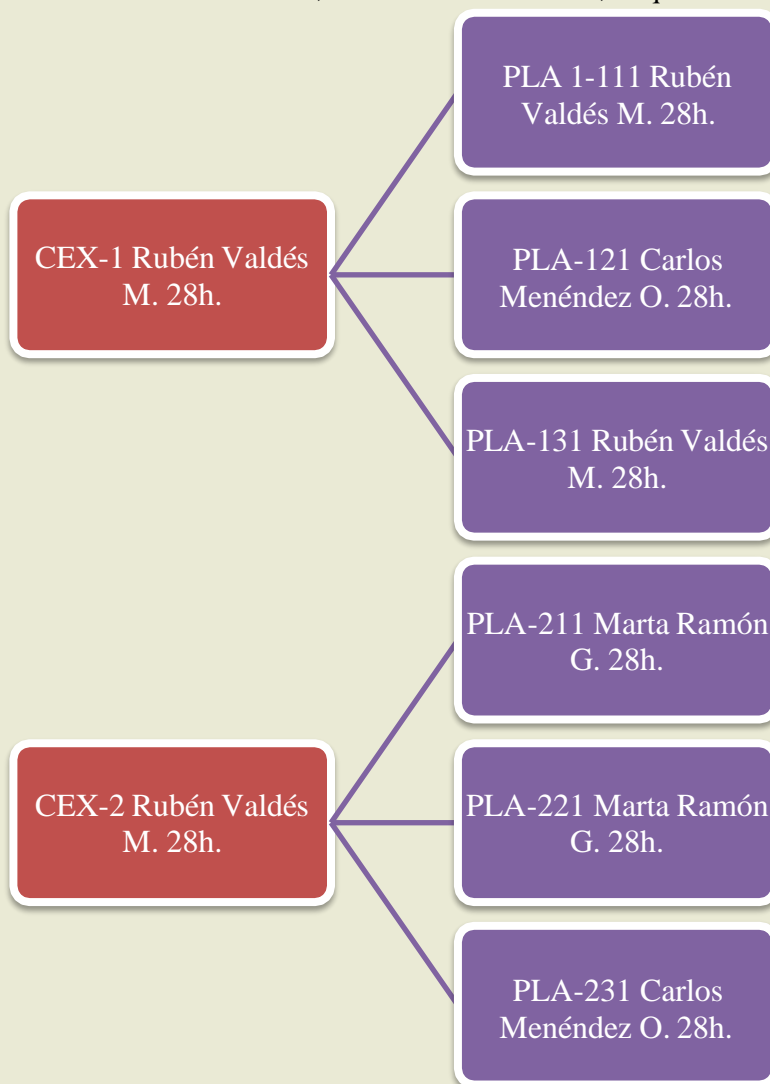 PLA 1-111 Rubén
Valdés M. 28h.
CEX-1 Rubén Valdés
M. 28h.
PLA-121 Carlos
Menéndez O. 28h.
PLA-131 Rubén Valdés
M. 28h.
PLA-211 Marta Ramón
G. 28h.
CEX-2 Rubén Valdés
M. 28h.
PLA-221 Marta Ramón
G. 28h.
PLA-231 Carlos
Menéndez O. 28h.